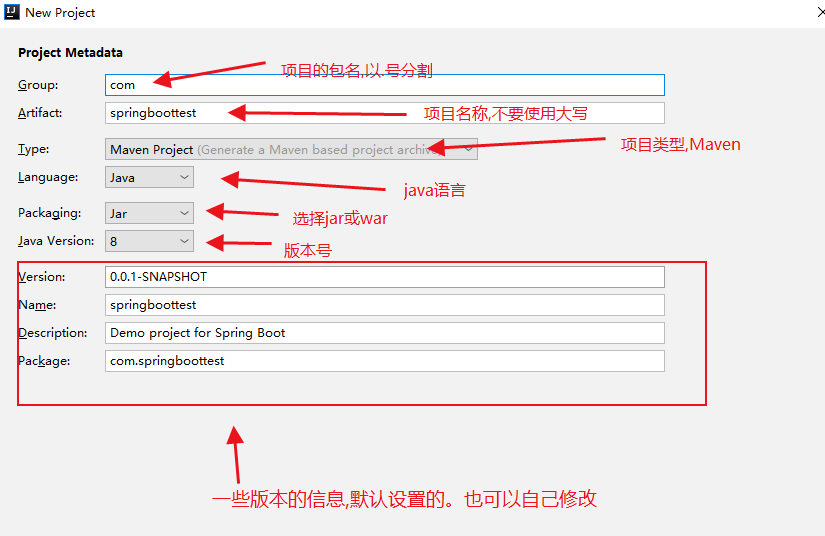 New Project
Project Metadata
Group: com
项目的包名,以.号分割
Artifact: springboottest
项目名称,不要使用大写
Type: Maven Project (Generate a Maven based project archive
项目类型,Maven
Language: Java
java语言
Packaging: Jar
选择jar或war
Java Version: 8
版本号
Version: 0.0.1-SNAPSHOT
Name: springboottest
Description: Demo project for Spring Boot
Package: com.springboottest
一些版本的信息,默认设置的。也可以自己修改